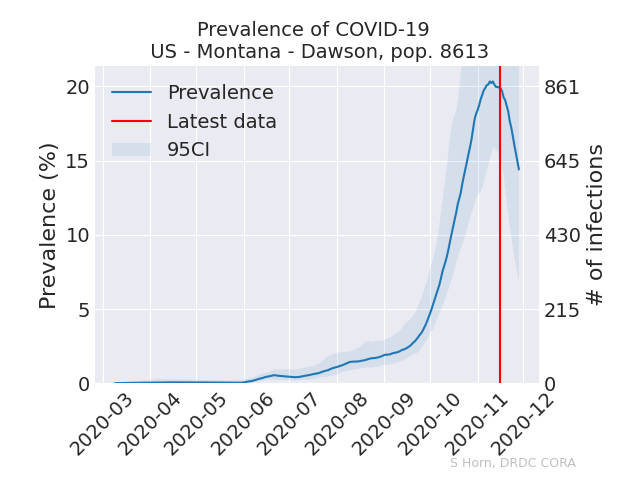 Prevalence of COVID-19
US - Montana - Dawson, pop. 8613
Prevalence
Latest data
95CI
Prevalence (%)
20
15
10
5
0
861
645
430
215
0
# of infections
2020-03
2020-04
2020-05
2020-06
2020-07
2020-08
2020-09
2020-10
2020-11
2020-12
S Horn, DRDC CORA